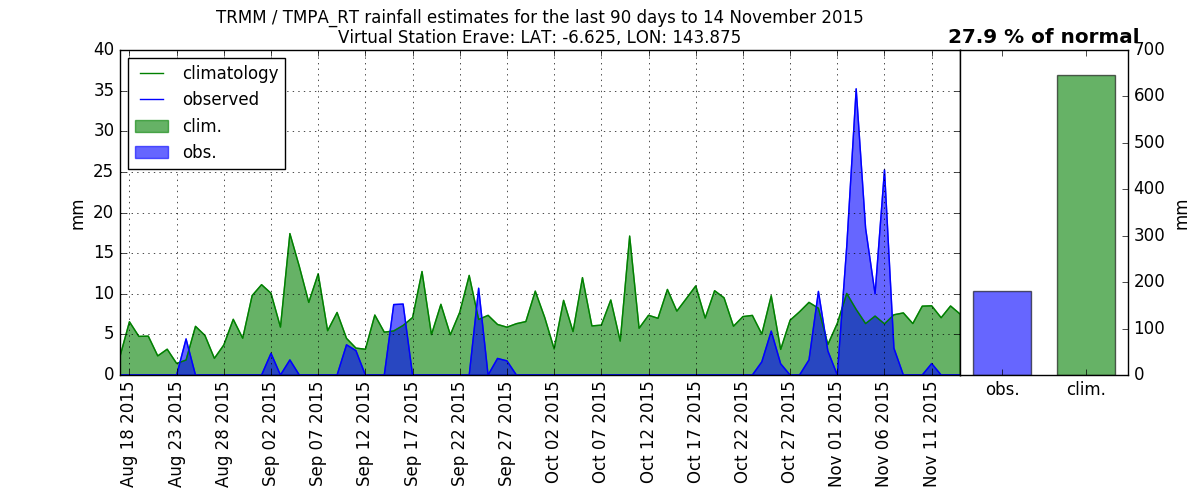 TRMM / TMPA_RT rainfall estimates for the last 90 days to 14 November 2015
Virtual Station Erave: LAT: -6.625, LON: 143.875
27.9 % of normal
climatology
observed
clim.
obs.
40
35
30
25
20
15
10
5
0
mm
Aug 18 2015
Aug 23 2015
Aug 28 2015
Sep 02 2015
Sep 07 2015
Sep 12 2015
Sep 17 2015
Sep 22 2015
Sep 27 2015
Oct 02 2015
Oct 07 2015
Oct 12 2015
Oct 17 2015
Oct 22 2015
Oct 27 2015
Nov 01 2015
Nov 06 2015
Nov 11 2015
700
600
500
400
300
200
100
0
mm
obs.
clim.